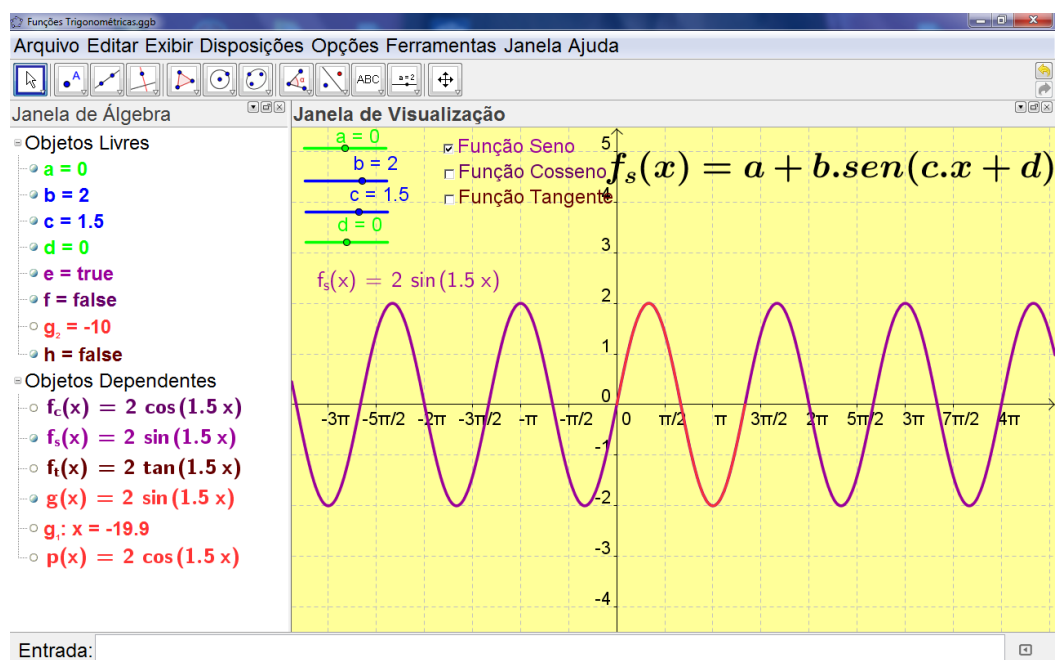 Funções Trigonométricas.ggb
Arquivo Editar Exibir Disposições Opções Ferramentas Janela Ajuda
A
α
ABC
a=2
Janela de Álgebra
Objetos Livres
a = 0
b = 2
c = 1.5
d = 0
e = true
f = false
g₂ = -10
h = false
Objetos Dependentes
f_c(x) = 2 cos(1.5 x)
f_s(x) = 2 sin(1.5 x)
f_t(x) = 2 tan(1.5 x)
g(x) = 2 sin(1.5 x)
g₁: x = -19.9
p(x) = 2 cos(1.5 x)
Janela de Visualização
a = 0
b = 2
c = 1.5
d = 0
Função Seno
Função Cosseno
Função Tangente
f_s(x) = a + b.sen(c.x + d)
f_s(x) = 2 sin(1.5 x)
5
4
3
2
1
0
-3π -5π/2 -2π -3π/2 -π -π/2 0 π/2 π 3π/2 2π 5π/2 3π 7π/2 4π
-1
-2
-3
-4
Entrada: